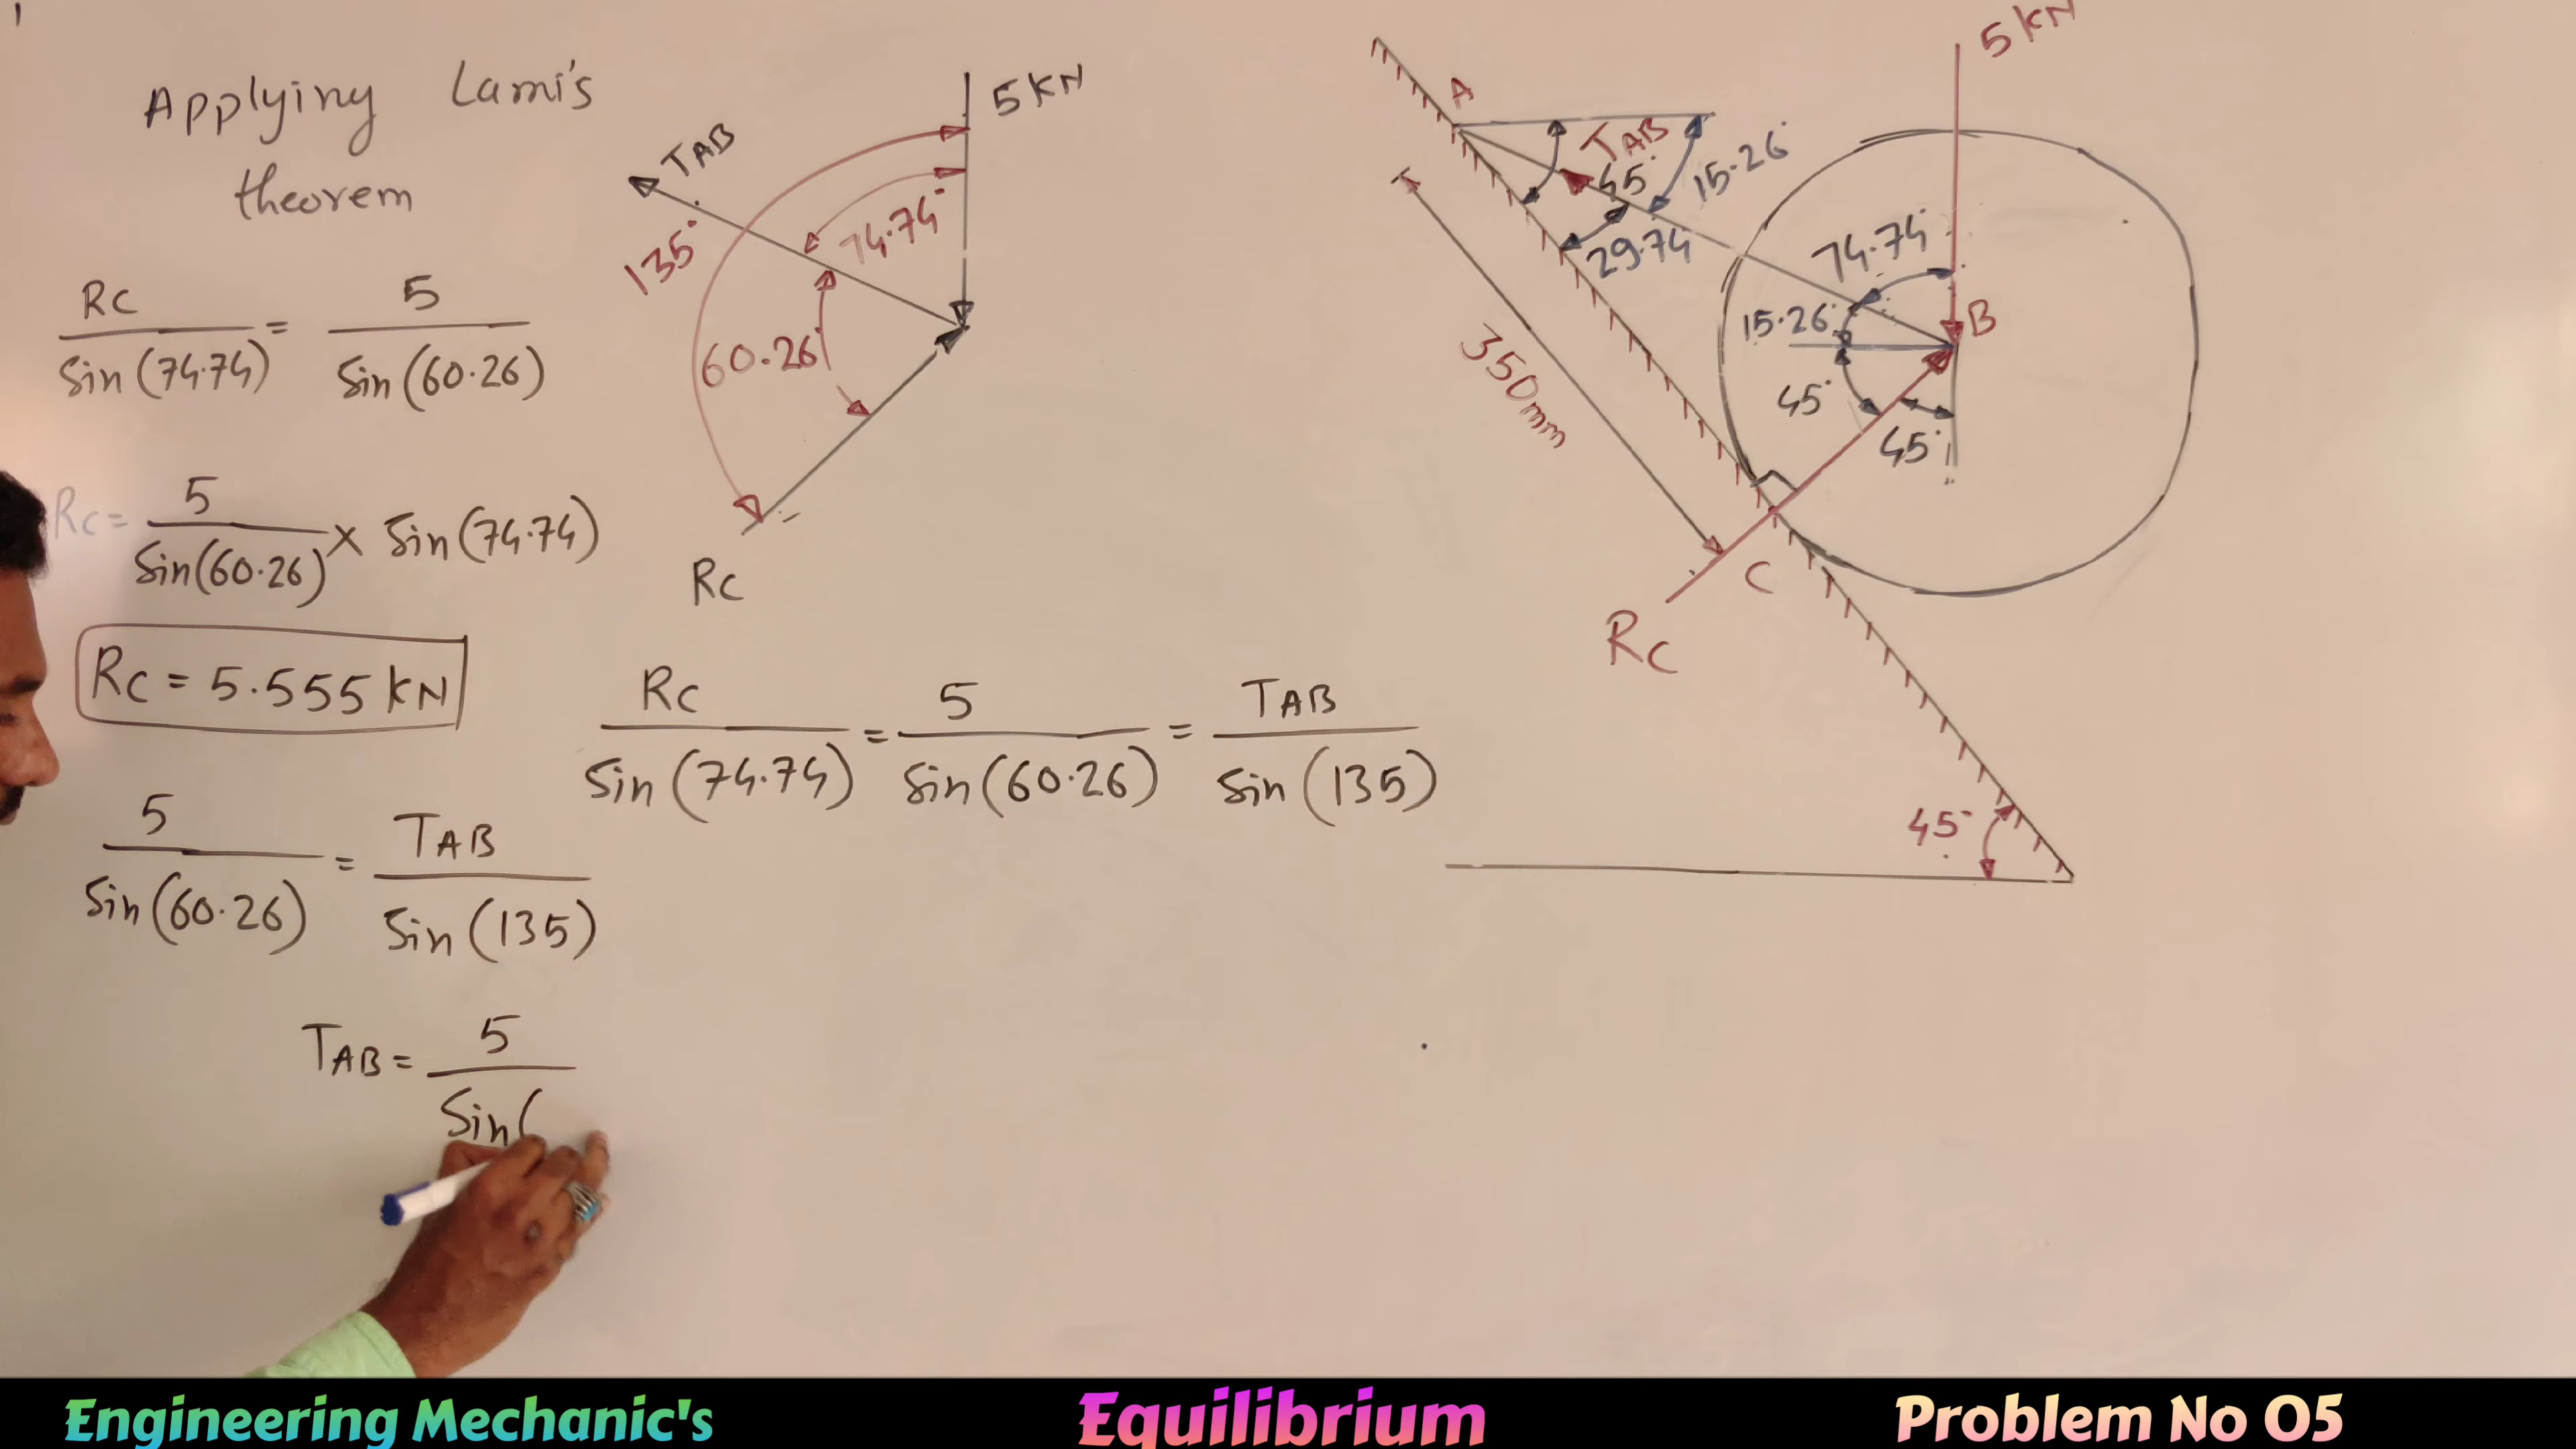 Applying Lami's
theorem
RC / Sin(74.74) = 5 / Sin(60.26)
RC = 5 / Sin(60.26) × Sin(74.74)
RC = 5.555 KN
5 / Sin(60.26) = TAB / Sin(135)
TAB = 5 / Sin(
5 KN
TAB
135°
74.74°
60.26
RC
RC / Sin(74.74) = 5 / Sin(60.26) = TAB / Sin(135)
5 KN
A
TAB
45°
15.26°
29.74
74.74°
350mm
15.26°
B
45°
45°
C
RC
45°
Engineering Mechanic's
Equilibrium
Problem No 05